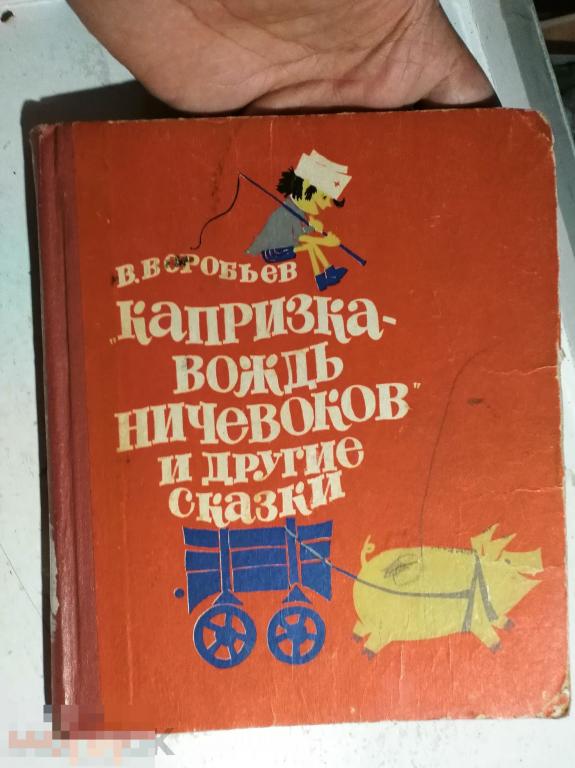 В. ВОРОБЬЕВ
"КАПРИЗКА-
ВОЖДЬ
НИЧЕВОКОВ"
И ДРУГИЕ
СКАЗКИ